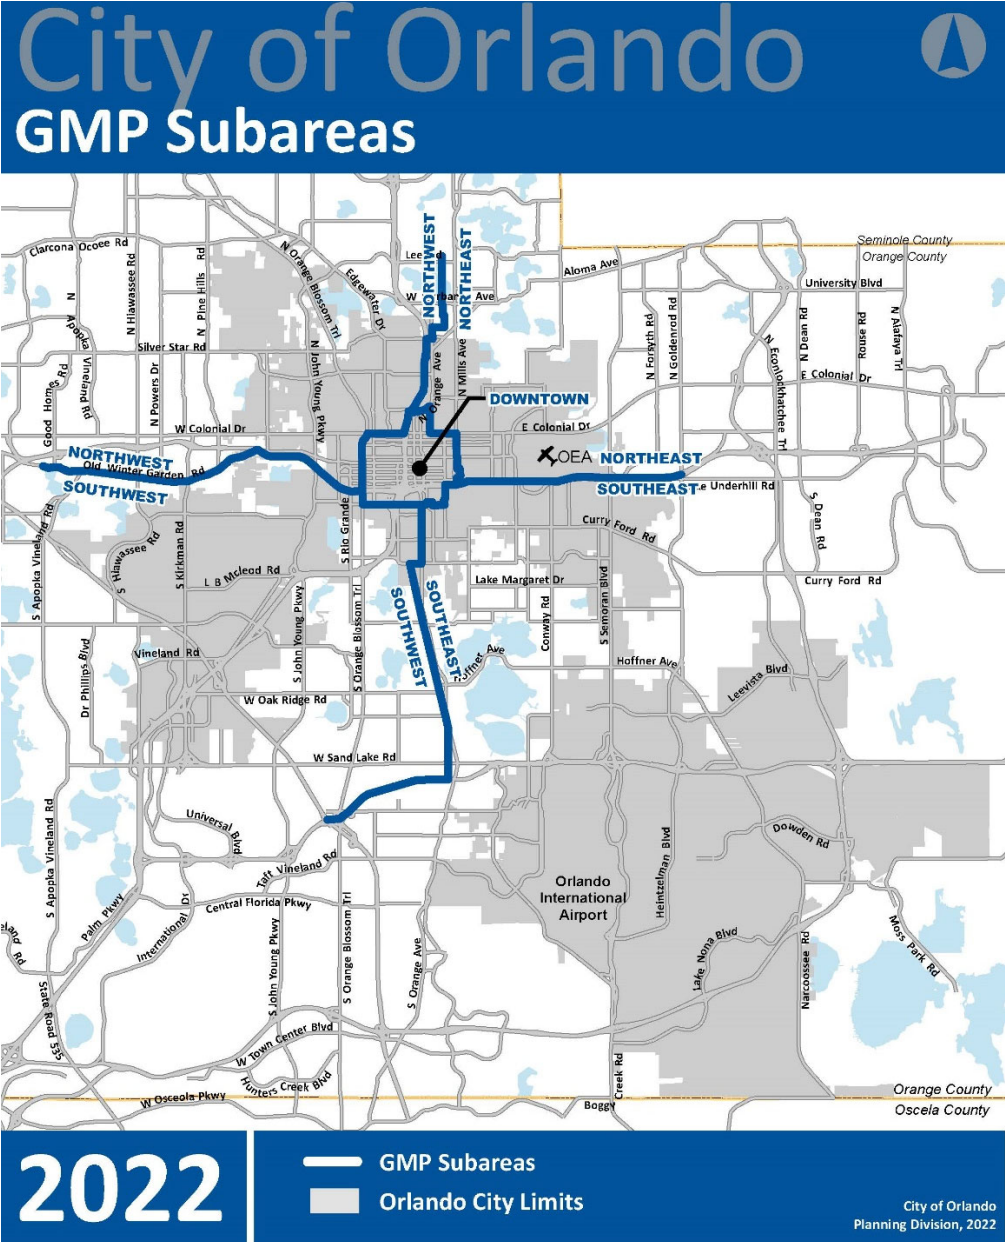 City of Orlando
GMP Subareas
Seminole County
Orange County
Clarcona Ocoee Rd
N Hiawassee Rd
N Pine Hills Rd
N Orange Blossom Trl
Edgewater Dr
NORTHWEST
NORTHEAST
Aloma Ave
University Blvd
N Apopka Vineland Rd
Silver Star Rd
N Powers Dr
Good Homes Rd
N John Young Pkwy
N Orange Ave
N Mills Ave
N Forsyth Rd
N Goldenrod Rd
N Econlockhatchee Trl
N Dean Rd
Rouse Rd
N Alafaya Trl
E Colonial Dr
DOWNTOWN
W Colonial Dr
E Colonial Dr
OEA
NORTHWEST
Old Winter Garden Rd
SOUTHWEST
NORTHEAST
SOUTHEAST
Underhill Rd
S Apopka Vineland Rd
S Hiawassee Rd
S Kirkman Rd
L B Mcleod Rd
S Rio Grande
Curry Ford Rd
S Dean Rd
Curry Ford Rd
Lake Margaret Dr
S John Young Pkwy
S Orange Blossom Trl
SOUTHWEST
SOUTHEAST
Conway Rd
S Semoran Blvd
Vineland Rd
Dr Phillips Blvd
Hoffner Ave
Leevista Blvd
W Oak Ridge Rd
W Sand Lake Rd
Universal Blvd
S Apopka Vineland Rd
Taft Vineland Rd
Dowden Rd
Heintzelman Blvd
Orlando
International
Airport
Palm Pkwy
International Dr
Central Florida Pkwy
S John Young Pkwy
S Orange Blossom Trl
S Orange Ave
Lake Nona Blvd
Narcoossee Rd
Moss Park Rd
State Road 535
W Town Center Blvd
Hunters Creek Blvd
W Osceola Pkwy
Boggy Creek Rd
Orange County
Oscela County
2022
GMP Subareas
Orlando City Limits
City of Orlando
Planning Division, 2022